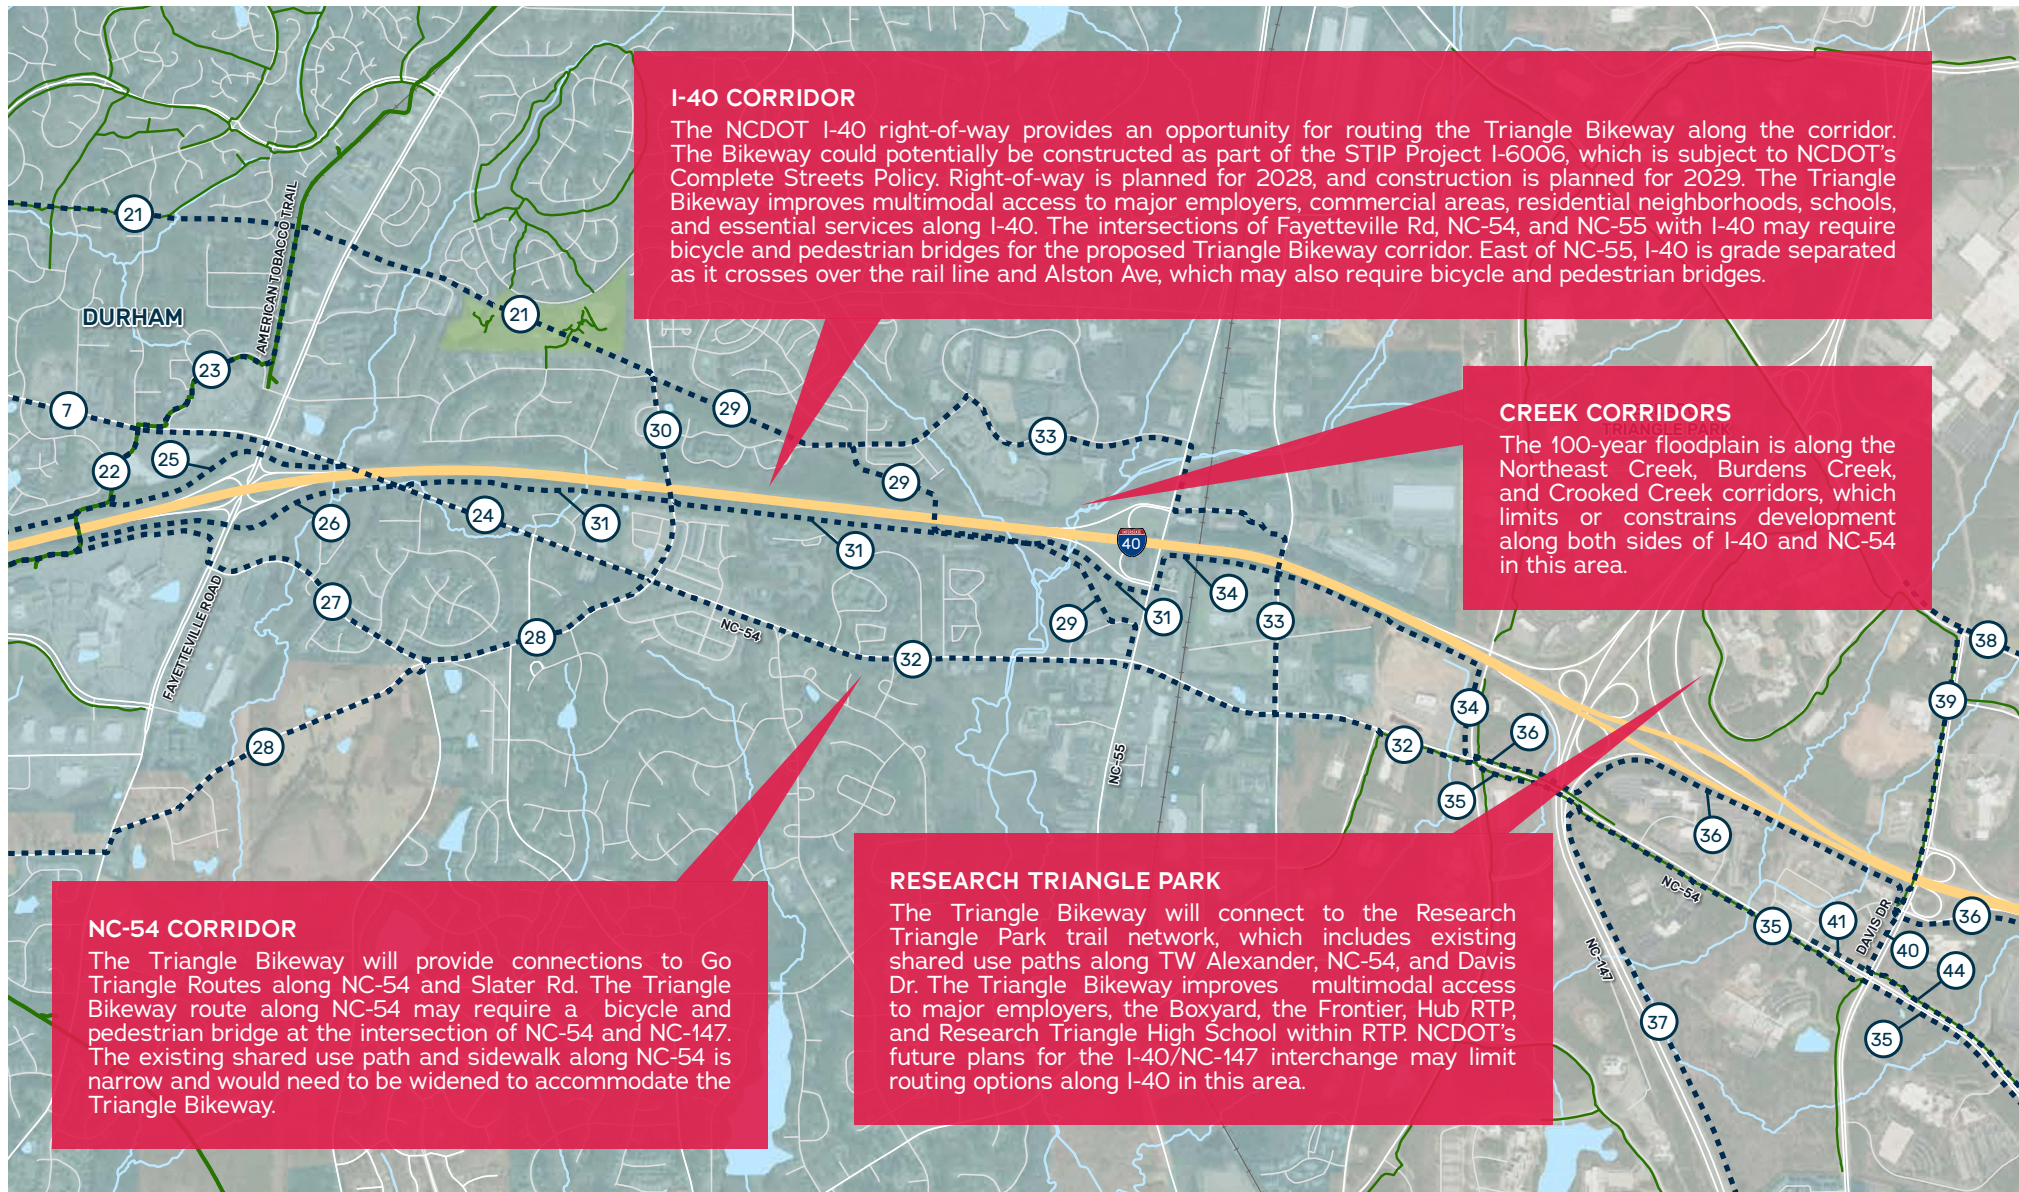 I-40 CORRIDOR
The NCDOT I-40 right-of-way provides an opportunity for routing the Triangle Bikeway along the corridor.
The Bikeway could potentially be constructed as part of the STIP Project I-6006, which is subject to NCDOT's
Complete Streets Policy. Right-of-way is planned for 2028, and construction is planned for 2029. The Triangle
Bikeway improves multimodal access to major employers, commercial areas, residential neighborhoods, schools,
and essential services along I-40. The intersections of Fayetteville Rd, NC-54, and NC-55 with I-40 may require
bicycle and pedestrian bridges for the proposed Triangle Bikeway corridor. East of NC-55, I-40 is grade separated
as it crosses over the rail line and Alston Ave, which may also require bicycle and pedestrian bridges.
21
AMERICAN TOBACCO TRAIL
DURHAM
21
23
7
29
30
33
22
25
29
CREEK CORRIDORS
TRIANGLE PARK
The 100-year floodplain is along the
Northeast Creek, Burdens Creek,
and Crooked Creek corridors, which
limits or constrains development
along both sides of I-40 and NC-54
in this area.
26
24
31
31
40
34
27
FAYETTEVILLE ROAD
28
NC-54
29
31
33
32
38
34
39
28
32
36
35
NC-55
36
NC-54
35
41
DAVIS DR
36
40
44
NC-147
37
35
NC-54 CORRIDOR
The Triangle Bikeway will provide connections to Go
Triangle Routes along NC-54 and Slater Rd. The Triangle
Bikeway route along NC-54 may require a bicycle and
pedestrian bridge at the intersection of NC-54 and NC-147.
The existing shared use path and sidewalk along NC-54 is
narrow and would need to be widened to accommodate the
Triangle Bikeway.
RESEARCH TRIANGLE PARK
The Triangle Bikeway will connect to the Research
Triangle Park trail network, which includes existing
shared use paths along TW Alexander, NC-54, and Davis
Dr. The Triangle Bikeway improves multimodal access
to major employers, the Boxyard, the Frontier, Hub RTP,
and Research Triangle High School within RTP. NCDOT's
future plans for the I-40/NC-147 interchange may limit
routing options along I-40 in this area.